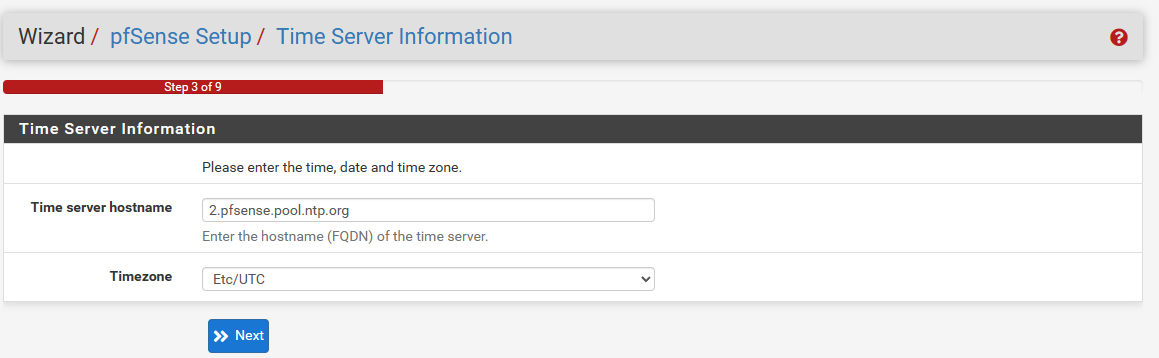 Wizard / pfSense Setup / Time Server Information
?
Step 3 of 9
Time Server Information
Please enter the time, date and time zone.
Time server hostname
2.pfsense.pool.ntp.org
Enter the hostname (FQDN) of the time server.
Timezone
Etc/UTC
Next